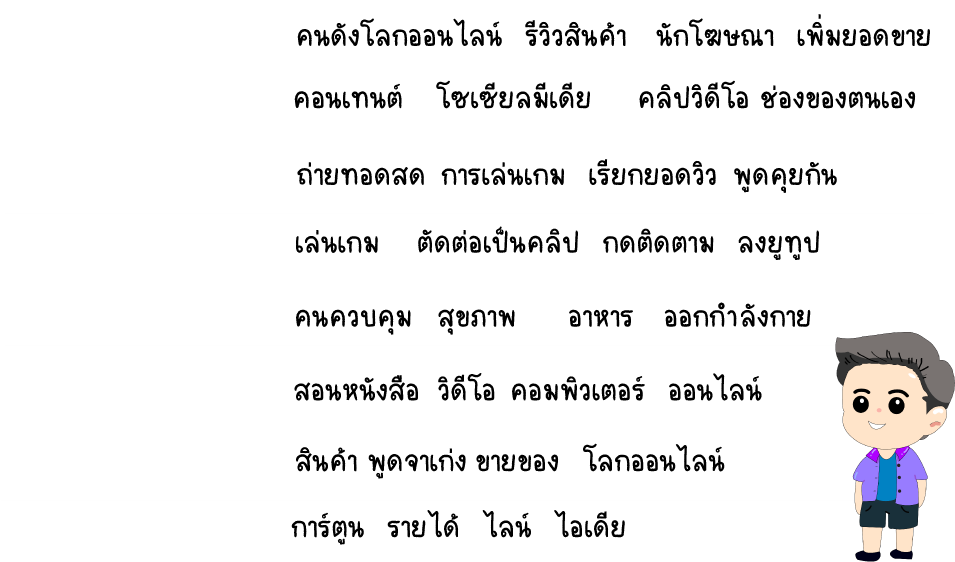 คนดังโลกออนไลน์ รีวิวสินค้า นักโฆษณา เพิ่มยอดขาย
คอนเทนต์ โซเซียลมีเดีย คลิปวิดีโอ ช่องของตนเอง
ถ่ายทอดสด การเล่นเกม เรียกยอดวิว พูดคุยกัน
เล่นเกม ตัดต่อเป็นคลิป กดติดตาม ลงยูทูป
คนควบคุม สุขภาพ อาหาร ออกกำลังกาย
สอนหนังสือ วิดีโอ คอมพิวเตอร์ ออนไลน์
สินค้า พูดจาเก่ง ขายของ โลกออนไลน์
การ์ตูน รายได้ ไลน์ ไอเดีย